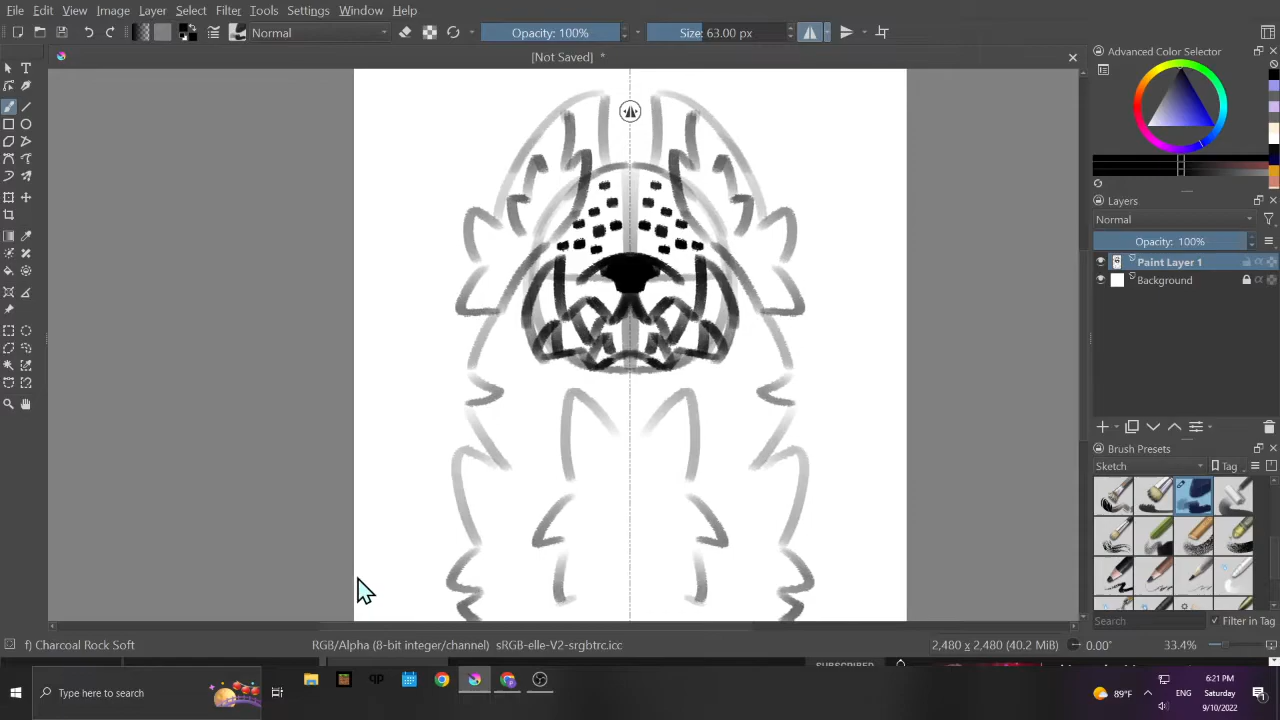 File Edit View Image Layer Select Filter Tools Settings Window Help
Normal Opacity: 100% Size: 63.00 px
[Not Saved] *
Advanced Color Selector
Layers
Normal
Opacity: 100%
Paint Layer 1
Background
Brush Presets
Sketch Tag
Search Filter in Tag
f) Charcoal Rock Soft RGB/Alpha (8-bit integer/channel) sRGB-elle-V2-srgbtrc.icc 2,480 x 2,480 (40.2 MiB) 0.00° 33.4%
SUBSCRIBED
Type here to search qp 89°F ENG 6:21 PM
Saturday
9/10/2022